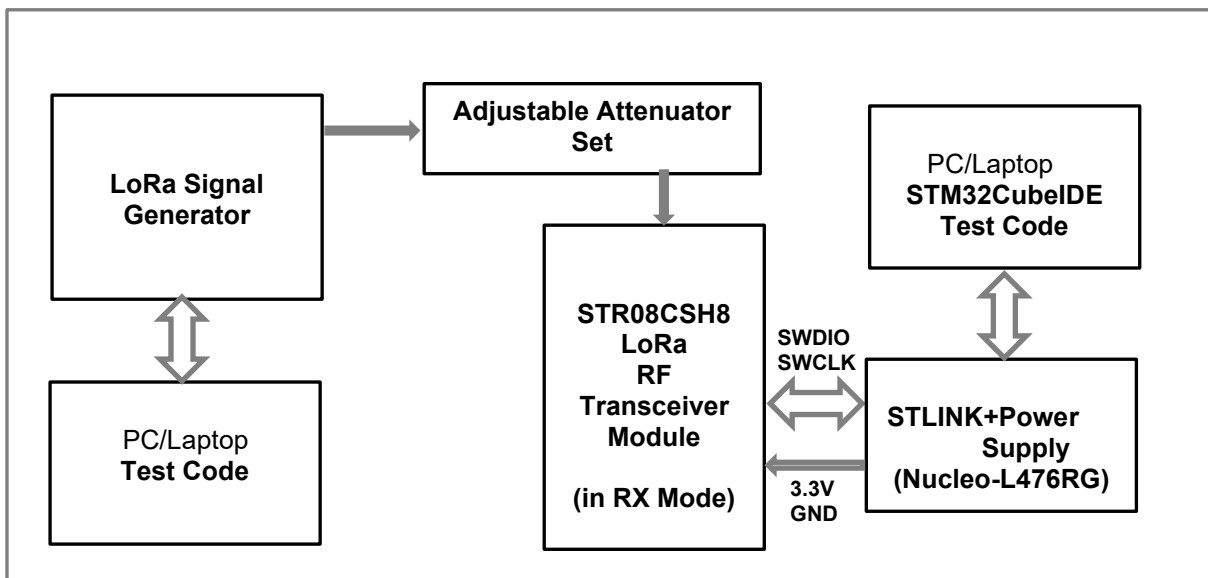 LoRa Signal
Generator
Adjustable Attenuator
Set
PC/Laptop
STM32CubeIDE
Test Code
STR08CSH8
LoRa
RF
Transceiver
Module
(in RX Mode)
SWDIO
SWCLK
3.3V
GND
STLINK+Power
Supply
(Nucleo-L476RG)
PC/Laptop
Test Code